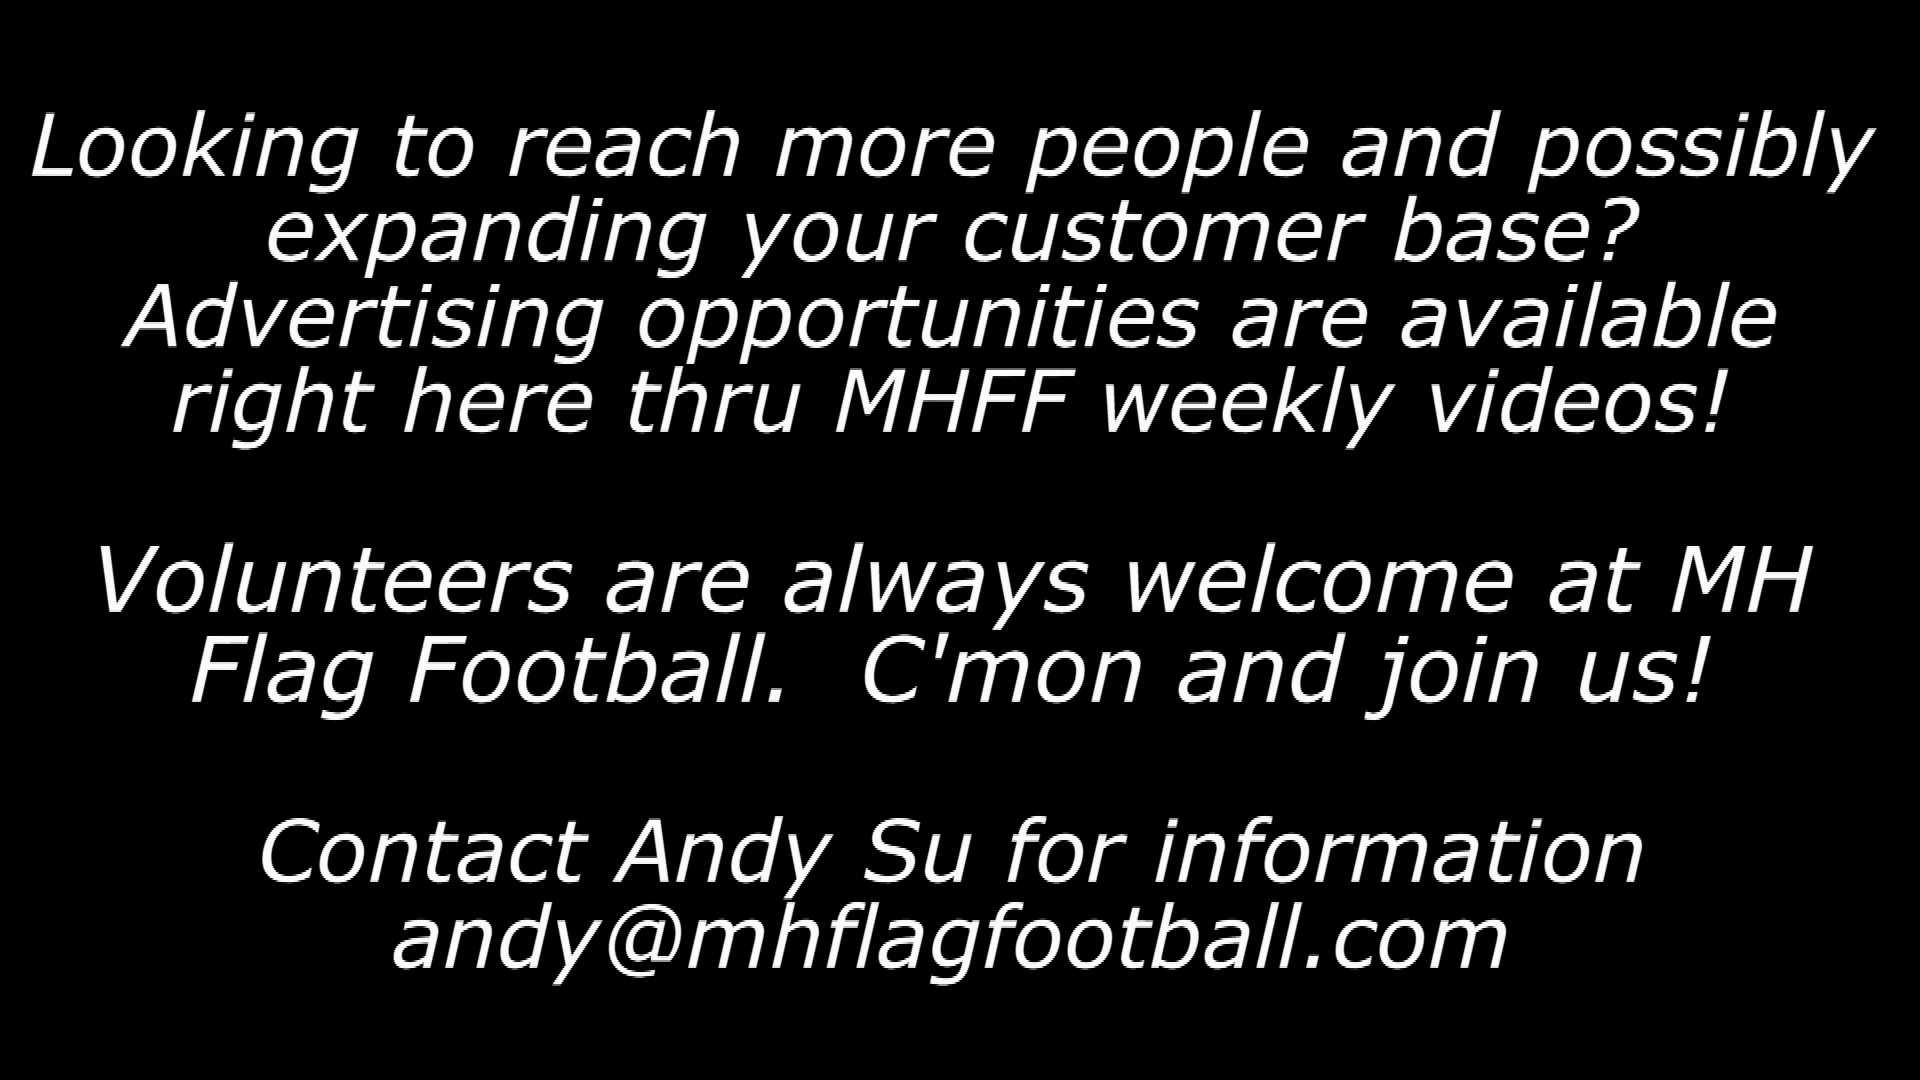 Looking to reach more people and possibly
expanding your customer base?
Advertising opportunities are available
right here thru MHFF weekly videos!
Volunteers are always welcome at MH
Flag Football.  C'mon and join us!
Contact Andy Su for information
andy@mhflagfootball.com